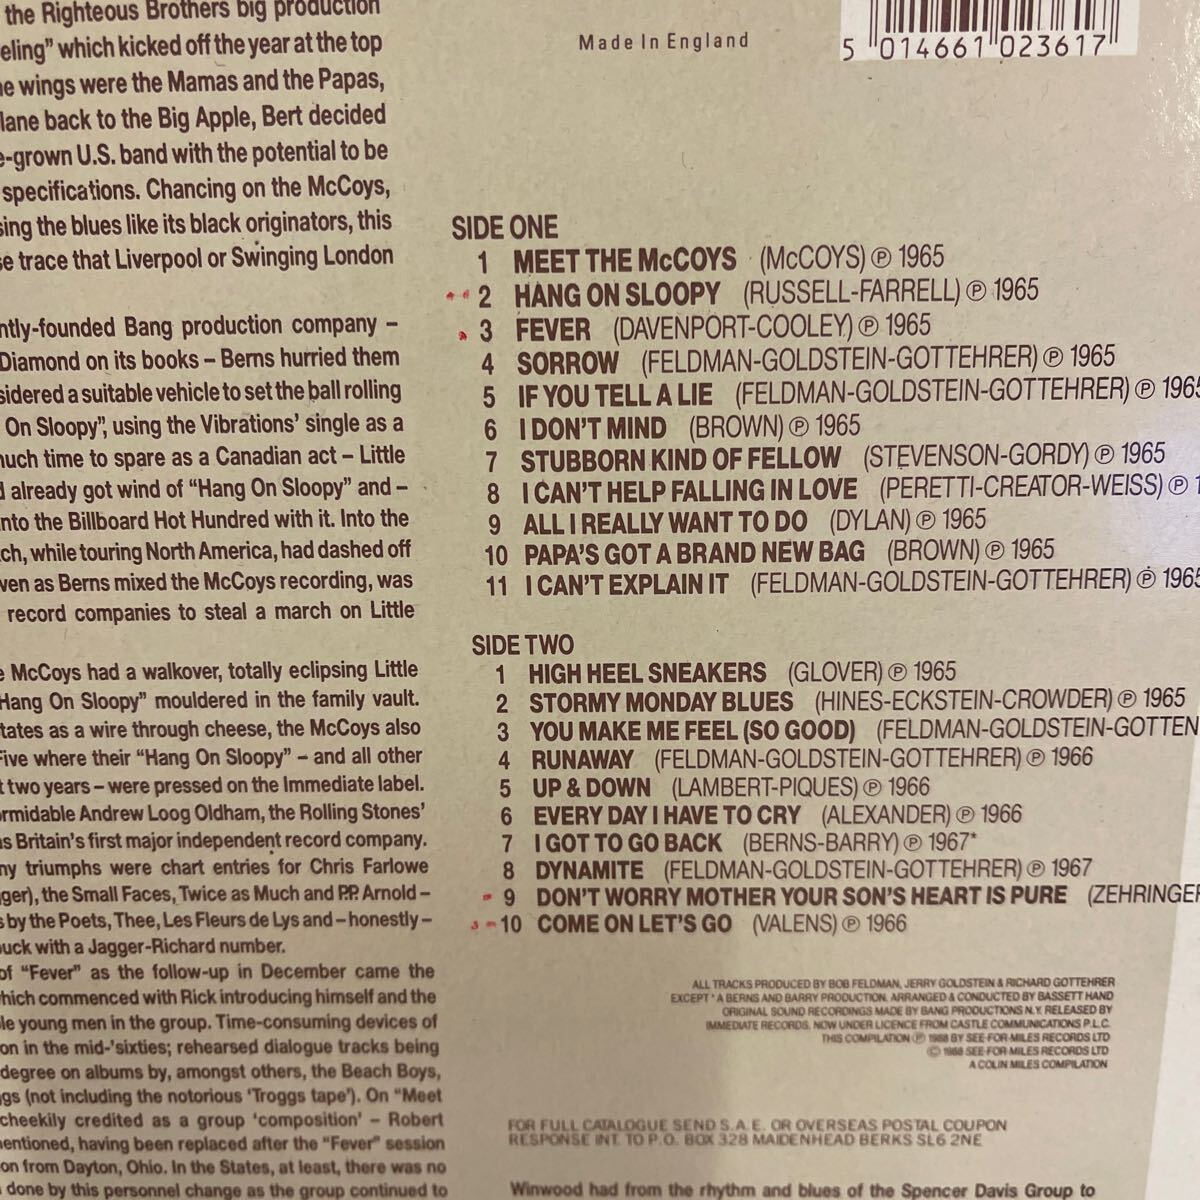 the Righteous Brothers big production
eling” which kicked off the year at the top
e wings were the Mamas and the Papas,
lane back to the Big Apple, Bert decided
e-grown U.S. band with the potential to be
specifications. Chancing on the McCoys,
sing the blues like its black originators, this
se trace that Liverpool or Swinging London
ntly-founded Bang production company –
Diamond on its books – Berns hurried them
sidered a suitable vehicle to set the ball rolling
On Sloopy”, using the Vibrations’ single as a
nuch time to spare as a Canadian act – Little
d already got wind of “Hang On Sloopy” and –
nto the Billboard Hot Hundred with it. Into the
tch, while touring North America, had dashed off
ven as Berns mixed the McCoys recording, was
record companies to steal a march on Little
e McCoys had a walkover, totally eclipsing Little
Hang On Sloopy” mouldered in the family vault.
tates as a wire through cheese, the McCoys also
Five where their “Hang On Sloopy” – and all other
t two years – were pressed on the Immediate label.
ormidable Andrew Loog Oldham, the Rolling Stones’
as Britain’s first major independent record company.
ny triumphs were chart entries for Chris Farlowe
ger), the Small Faces, Twice as Much and P.P. Arnold –
s by the Poets, Thee, Les Fleurs de Lys and – honestly –
uck with a Jagger-Richard number.
of “Fever” as the follow-up in December came the
hich commenced with Rick introducing himself and the
le young men in the group. Time-consuming devices of
on in the mid-’sixties; rehearsed dialogue tracks being
degree on albums by, amongst others, the Beach Boys,
gs (not including the notorious ‘Troggs tape’). On “Meet
cheekily credited as a group ‘composition’ – Robert
entioned, having been replaced after the “Fever” session
on from Dayton, Ohio. In the States, at least, there was no
done by this personnel change as the group continued to
Made In England
5 014661 023617
SIDE ONE
1 MEET THE McCOYS (McCOYS) ℗ 1965
2 HANG ON SLOOPY (RUSSELL-FARRELL) ℗ 1965
3 FEVER (DAVENPORT-COOLEY) ℗ 1965
4 SORROW (FELDMAN-GOLDSTEIN-GOTTEHRER) ℗ 1965
5 IF YOU TELL A LIE (FELDMAN-GOLDSTEIN-GOTTEHRER) ℗ 1965
6 I DON’T MIND (BROWN) ℗ 1965
7 STUBBORN KIND OF FELLOW (STEVENSON-GORDY) ℗ 1965
8 I CAN’T HELP FALLING IN LOVE (PERETTI-CREATOR-WEISS) ℗ 1
9 ALL I REALLY WANT TO DO (DYLAN) ℗ 1965
10 PAPA’S GOT A BRAND NEW BAG (BROWN) ℗ 1965
11 I CAN’T EXPLAIN IT (FELDMAN-GOLDSTEIN-GOTTEHRER) ℗ 1965
SIDE TWO
1 HIGH HEEL SNEAKERS (GLOVER) ℗ 1965
2 STORMY MONDAY BLUES (HINES-ECKSTEIN-CROWDER) ℗ 1965
3 YOU MAKE ME FEEL (SO GOOD) (FELDMAN-GOLDSTEIN-GOTTEN
4 RUNAWAY (FELDMAN-GOLDSTEIN-GOTTEHRER) ℗ 1966
5 UP & DOWN (LAMBERT-PIQUES) ℗ 1966
6 EVERY DAY I HAVE TO CRY (ALEXANDER) ℗ 1966
7 I GOT TO GO BACK (BERNS-BARRY) ℗ 1967*
8 DYNAMITE (FELDMAN-GOLDSTEIN-GOTTEHRER) ℗ 1967
9 DON’T WORRY MOTHER YOUR SON’S HEART IS PURE (ZEHRINGER
10 COME ON LET’S GO (VALENS) ℗ 1966
ALL TRACKS PRODUCED BY BOB FELDMAN, JERRY GOLDSTEIN & RICHARD GOTTEHRER
EXCEPT * A BERNS AND BARRY PRODUCTION. ARRANGED & CONDUCTED BY BASSETT HAND
ORIGINAL SOUND RECORDINGS MADE BY BANG PRODUCTIONS N.Y. RELEASED BY
IMMEDIATE RECORDS. NOW UNDER LICENCE FROM CASTLE COMMUNICATIONS P.L.C.
THIS COMPILATION ℗ 1988 BY SEE-FOR-MILES RECORDS LTD
© 1988 SEE-FOR-MILES RECORDS LTD
A COLIN MILES COMPILATION
FOR FULL CATALOGUE SEND S.A.E. OR OVERSEAS POSTAL COUPON
RESPONSE INT. TO P.O. BOX 328 MAIDENHEAD BERKS SL6 2NE
Winwood had from the rhythm and blues of the Spencer Davis Group to